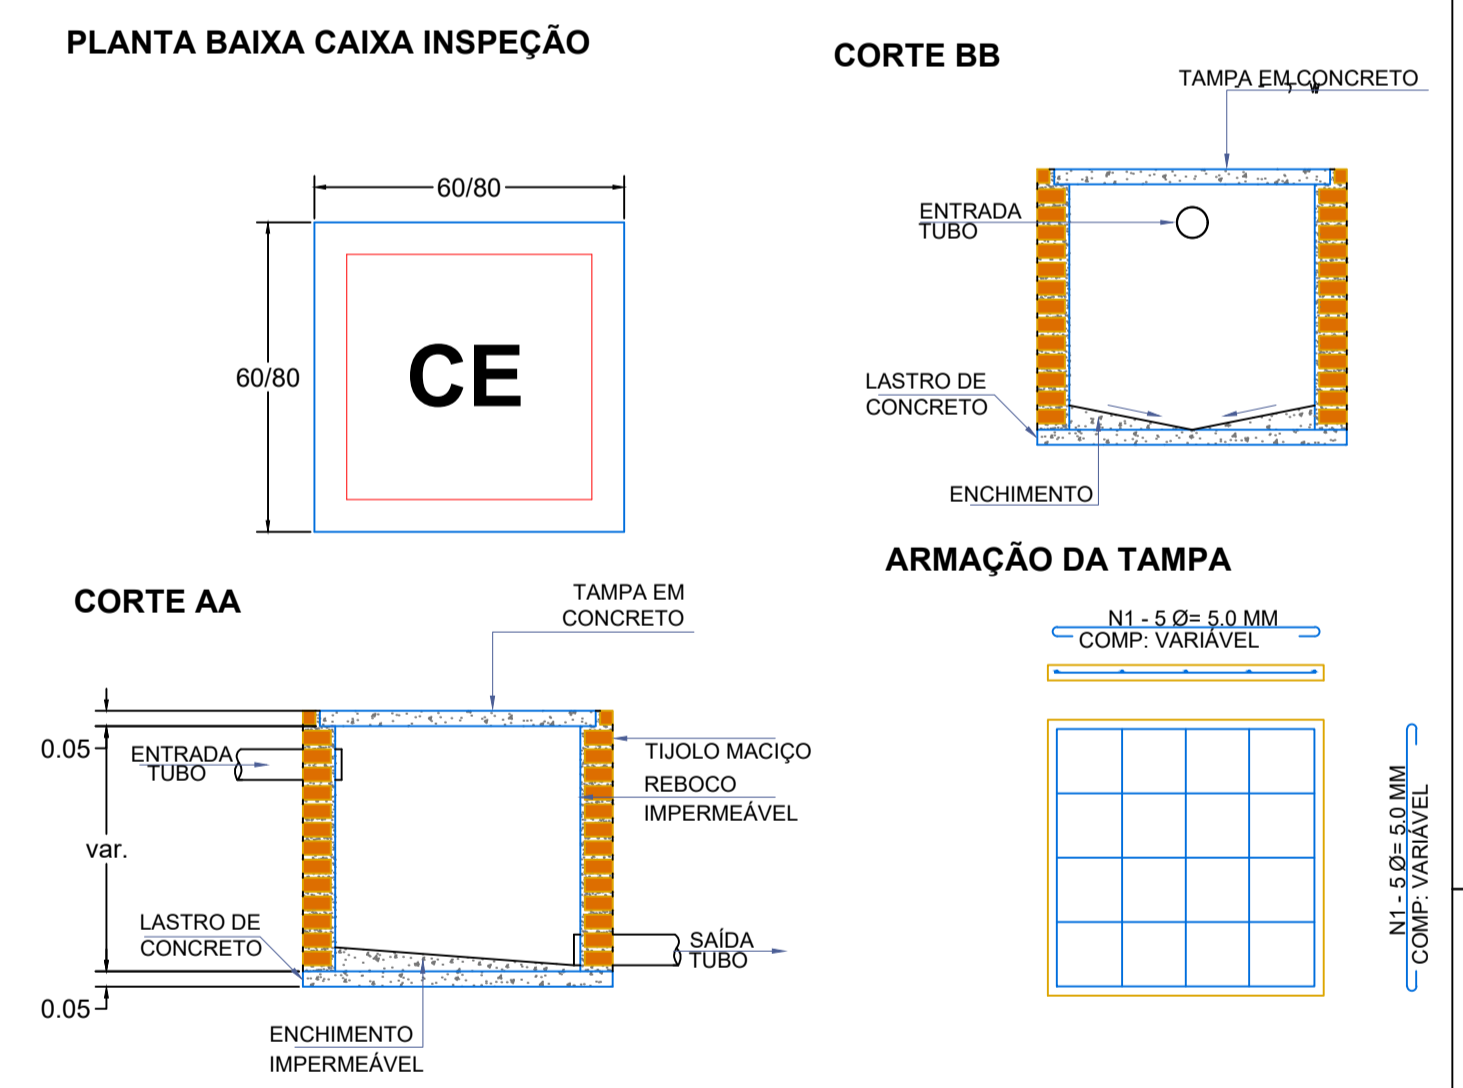 PLANTA BAIXA CAIXA INSPEÇÃO
60/80
60/80
CE
CORTE BB
TAMPA EM CONCRETO
ENTRADA
TUBO
LASTRO DE
CONCRETO
ENCHIMENTO
CORTE AA
TAMPA EM
CONCRETO
0.05
ENTRADA
TUBO
TIJOLO MACIÇO
REBOCO
IMPERMEÁVEL
var.
LASTRO DE
CONCRETO
SAÍDA
TUBO
0.05
ENCHIMENTO
IMPERMEÁVEL
ARMAÇÃO DA TAMPA
N1 - 5 Ø= 5.0 MM
COMP: VARIÁVEL
N1 - 5 Ø= 5.0 MM
COMP: VARIÁVEL